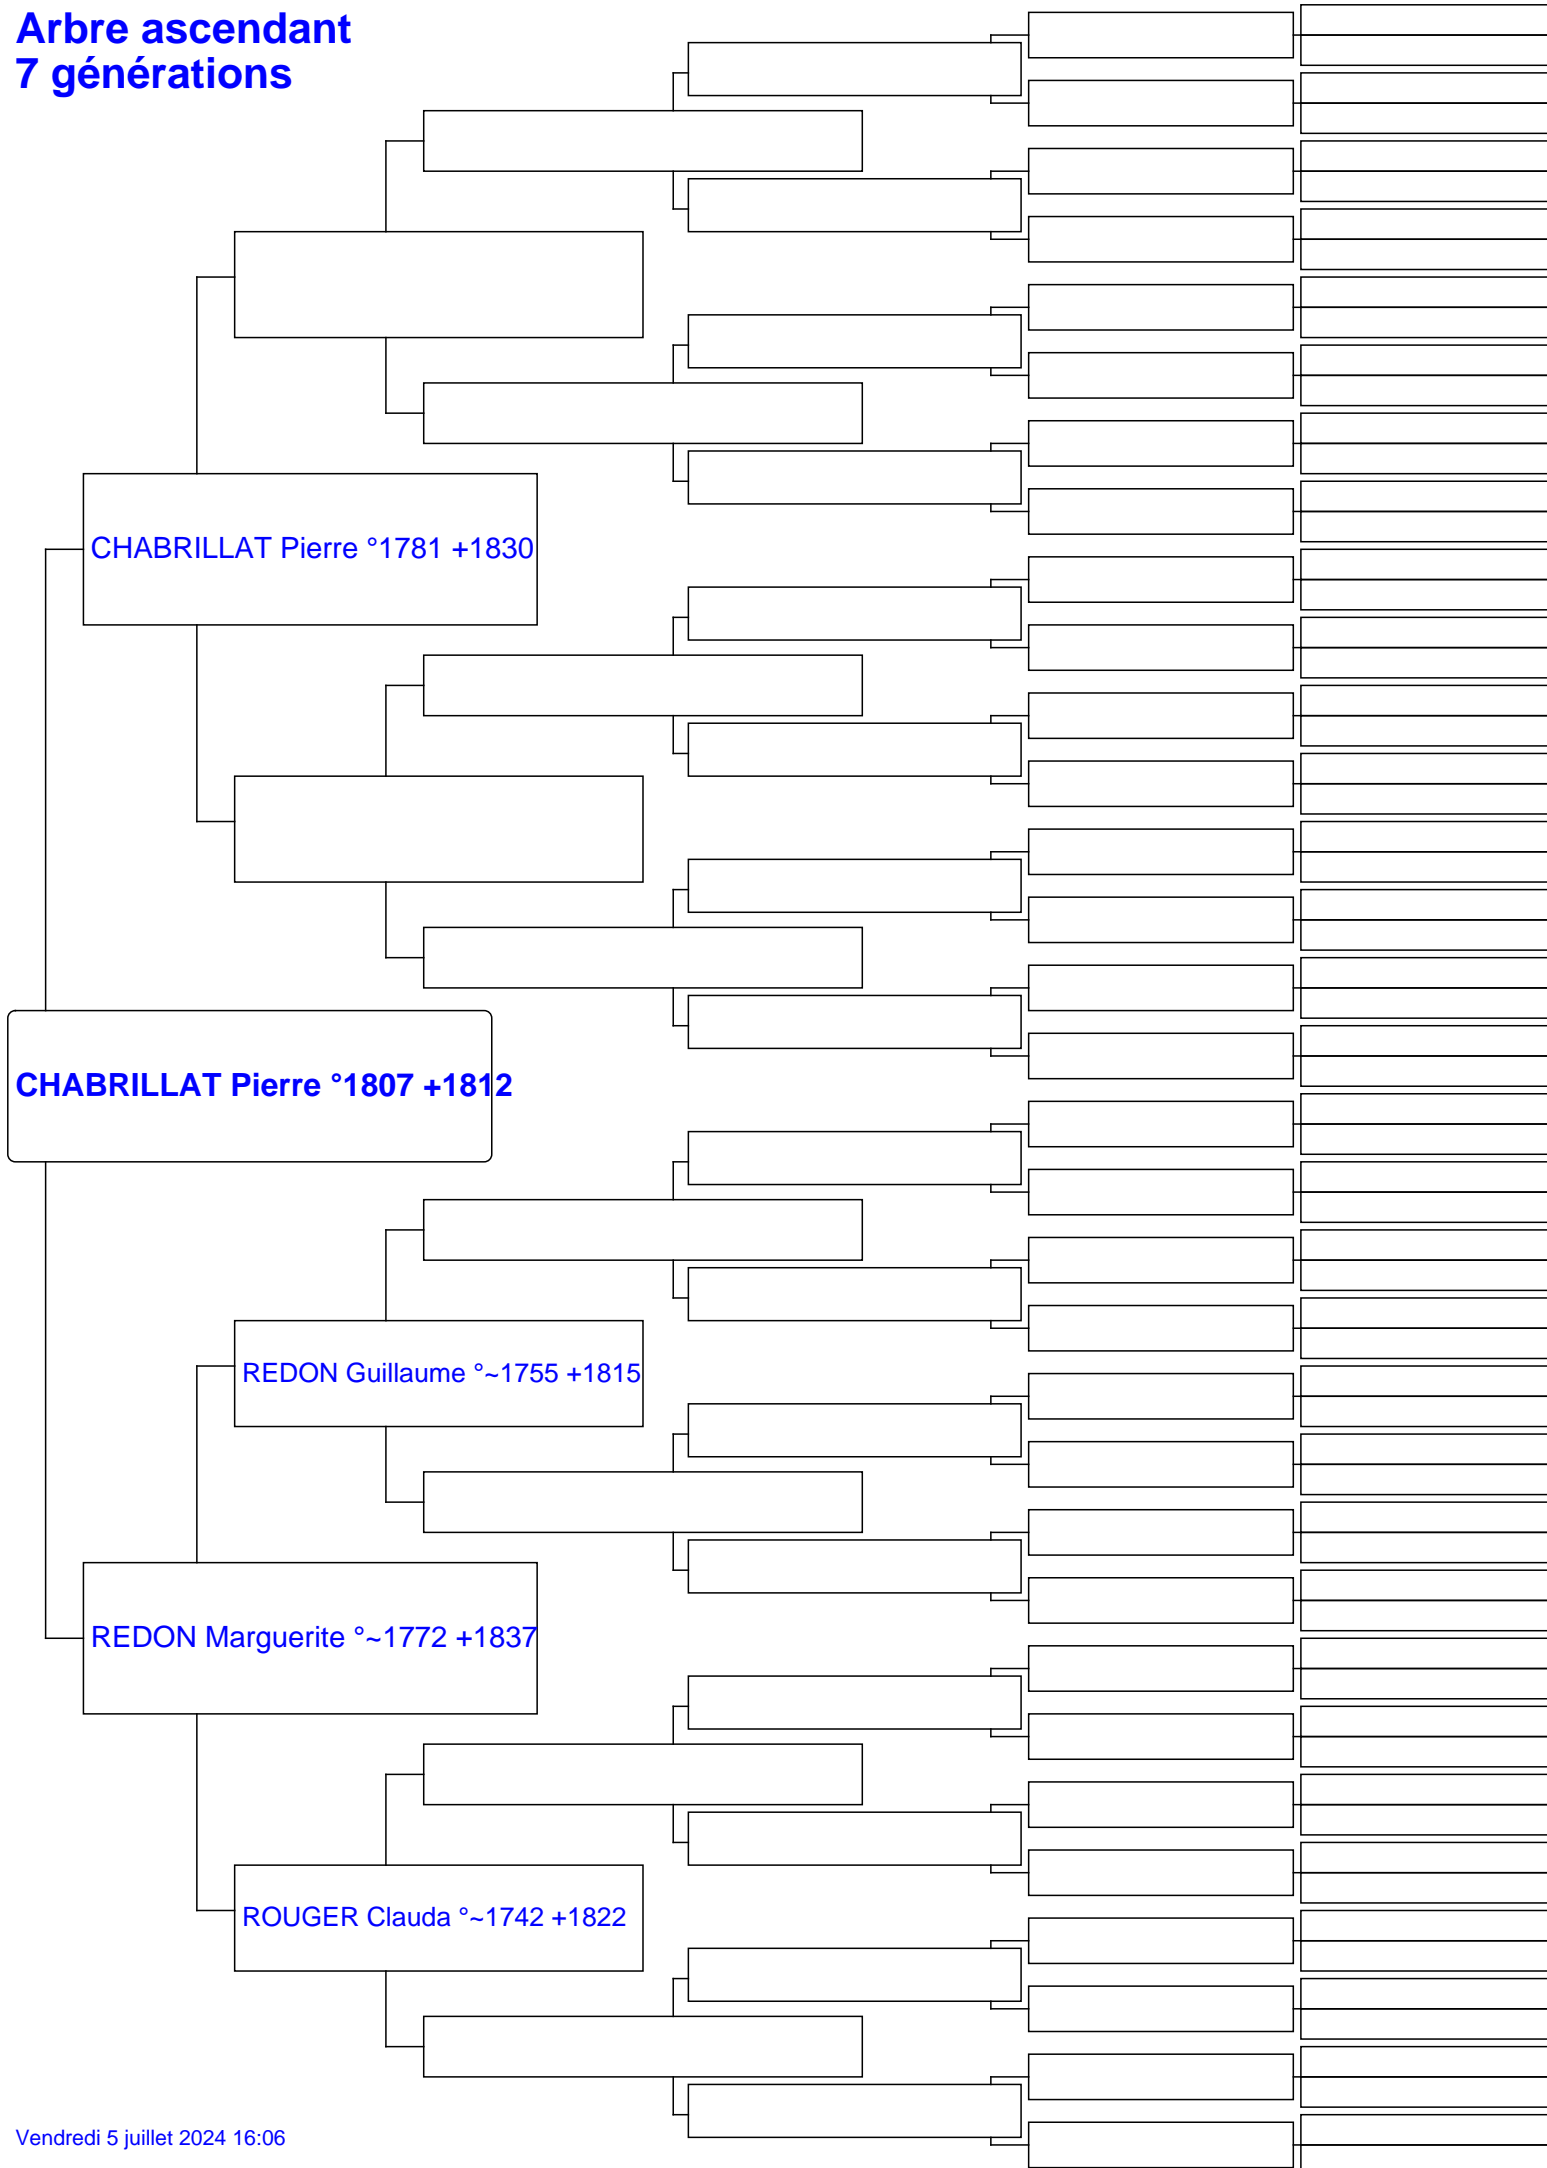 Arbre ascendant
7 générations
CHABRILLAT Pierre °1781 +1830
CHABRILLAT Pierre °1807 +1812
REDON Guillaume °~1755 +1815
REDON Marguerite °~1772 +1837
ROUGER Clauda °~1742 +1822
Vendredi 5 juillet 2024 16:06